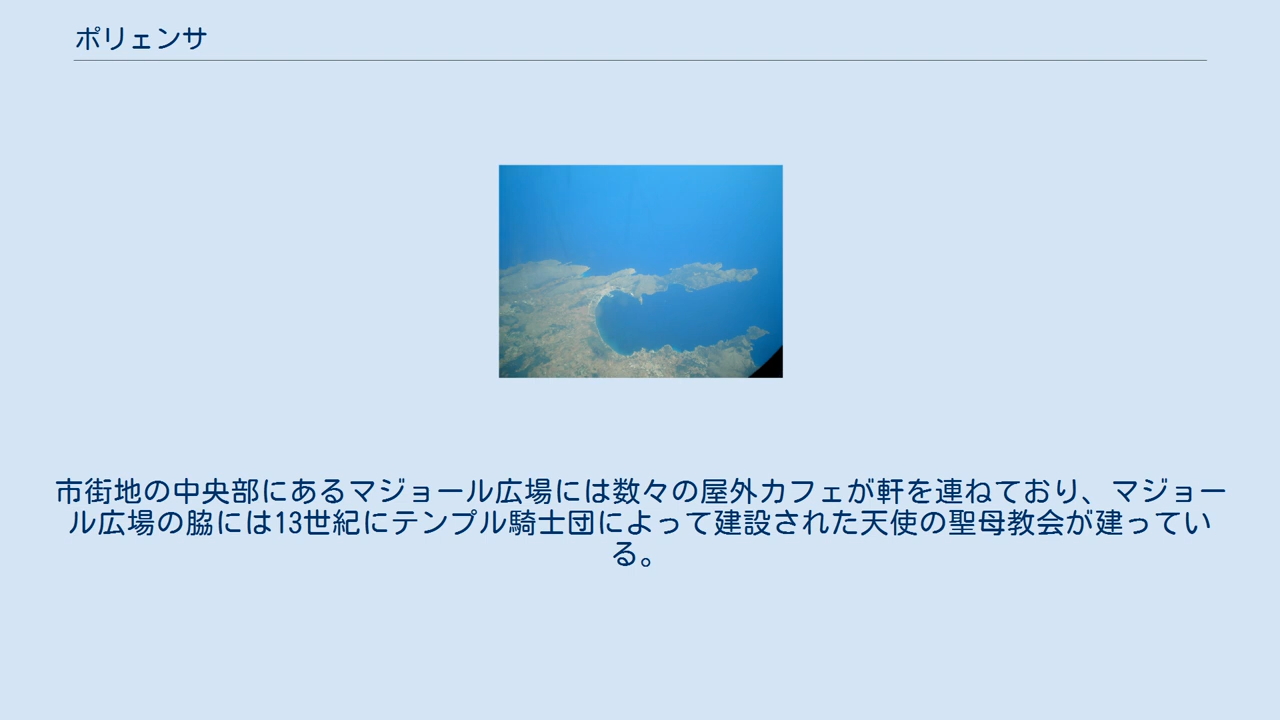 ポリェンサ
市街地の中央部にあるマジョール広場には数々の屋外カフェが軒を連ねており、マジョー
ル広場の脇には13世紀にテンプル騎士団によって建設された天使の聖母教会が建ってい
る。